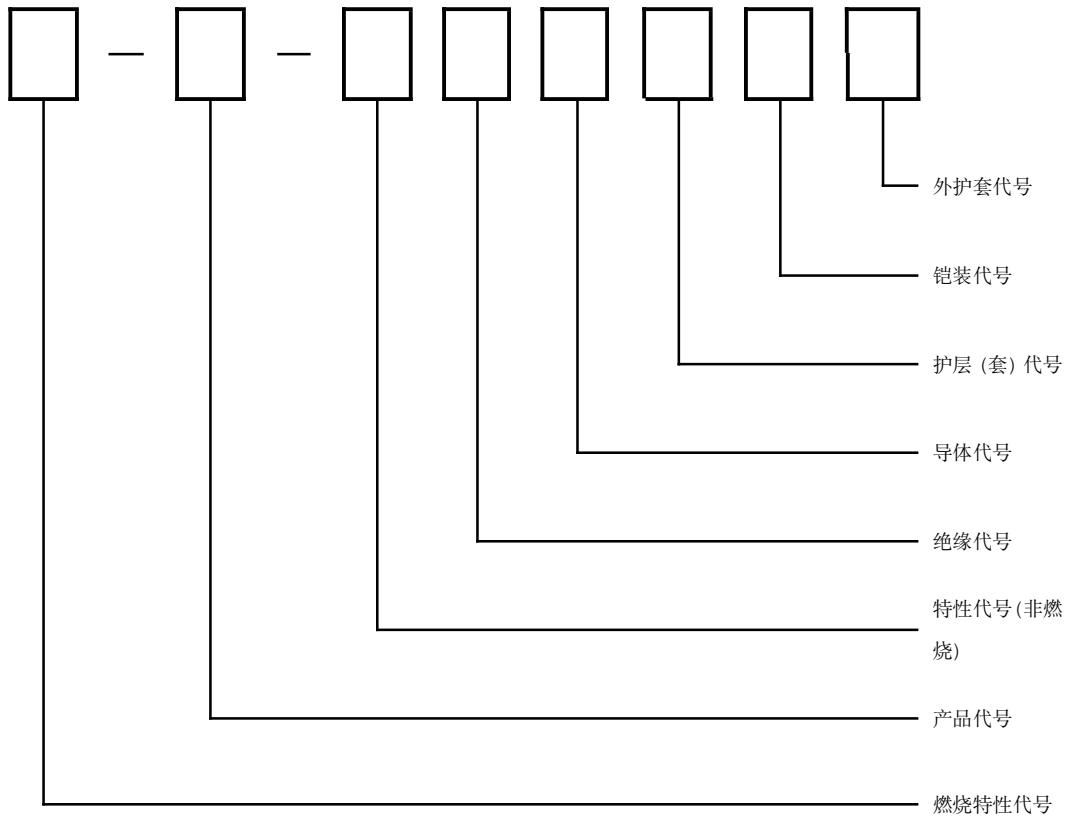 外护套代号
铠装代号
护层(套)代号
导体代号
绝缘代号
特性代号(非燃
烧)
产品代号
燃烧特性代号